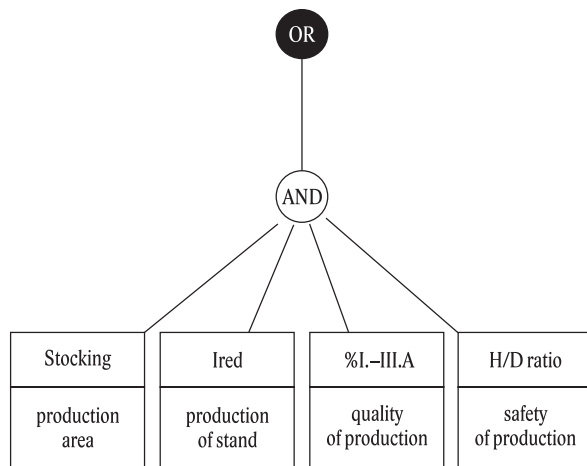 OR
AND
Stocking
Ired
%I.–III.A
H/D ratio
production
area
production
of stand
quality
of production
safety
of production